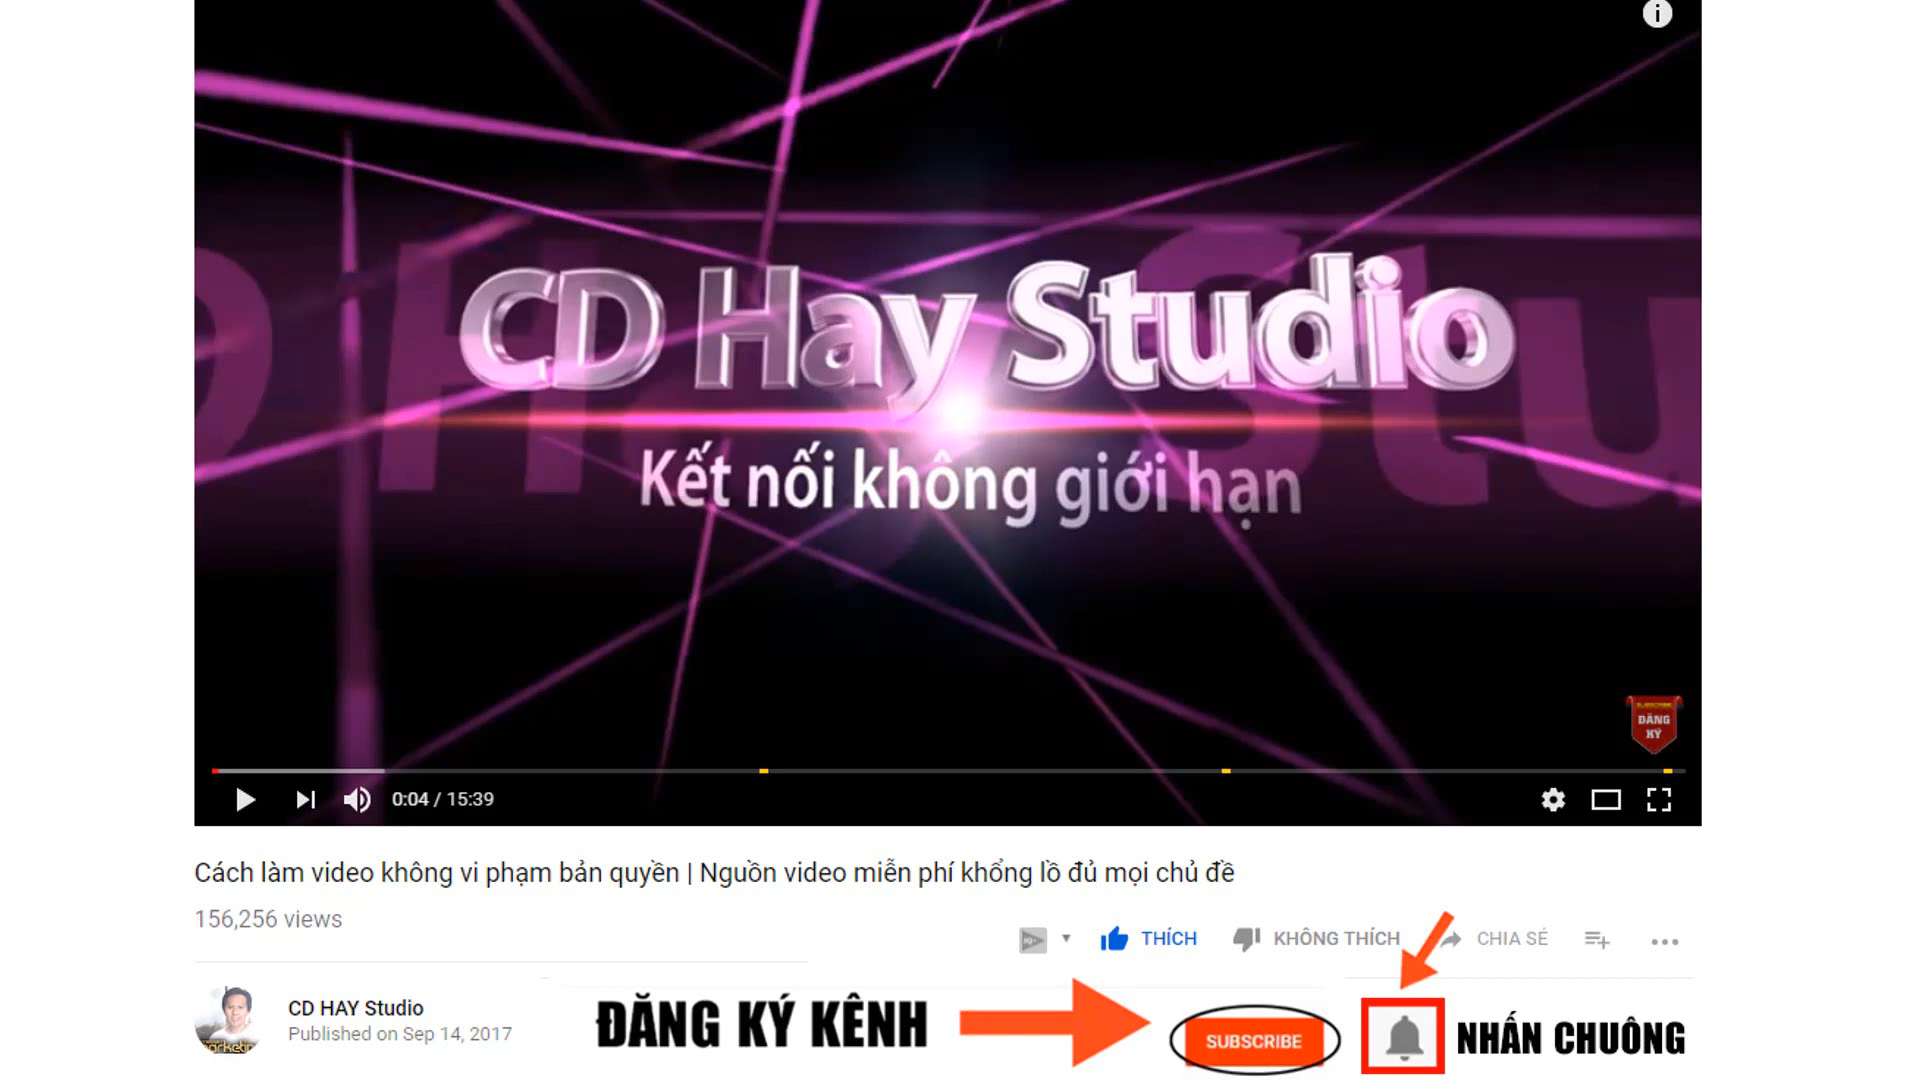 CD Hay Studio
Kết nối không giới hạn
SUBSCRIBE
ĐĂNG
KÝ
0:04 / 15:39
Cách làm video không vi phạm bản quyền | Nguồn video miễn phí khổng lồ đủ mọi chủ đề
156,256 views
THÍCH
KHÔNG THÍCH
CHIA SẺ
CD HAY Studio
Published on Sep 14, 2017
ĐĂNG KÝ KÊNH
SUBSCRIBE
NHẤN CHUÔNG